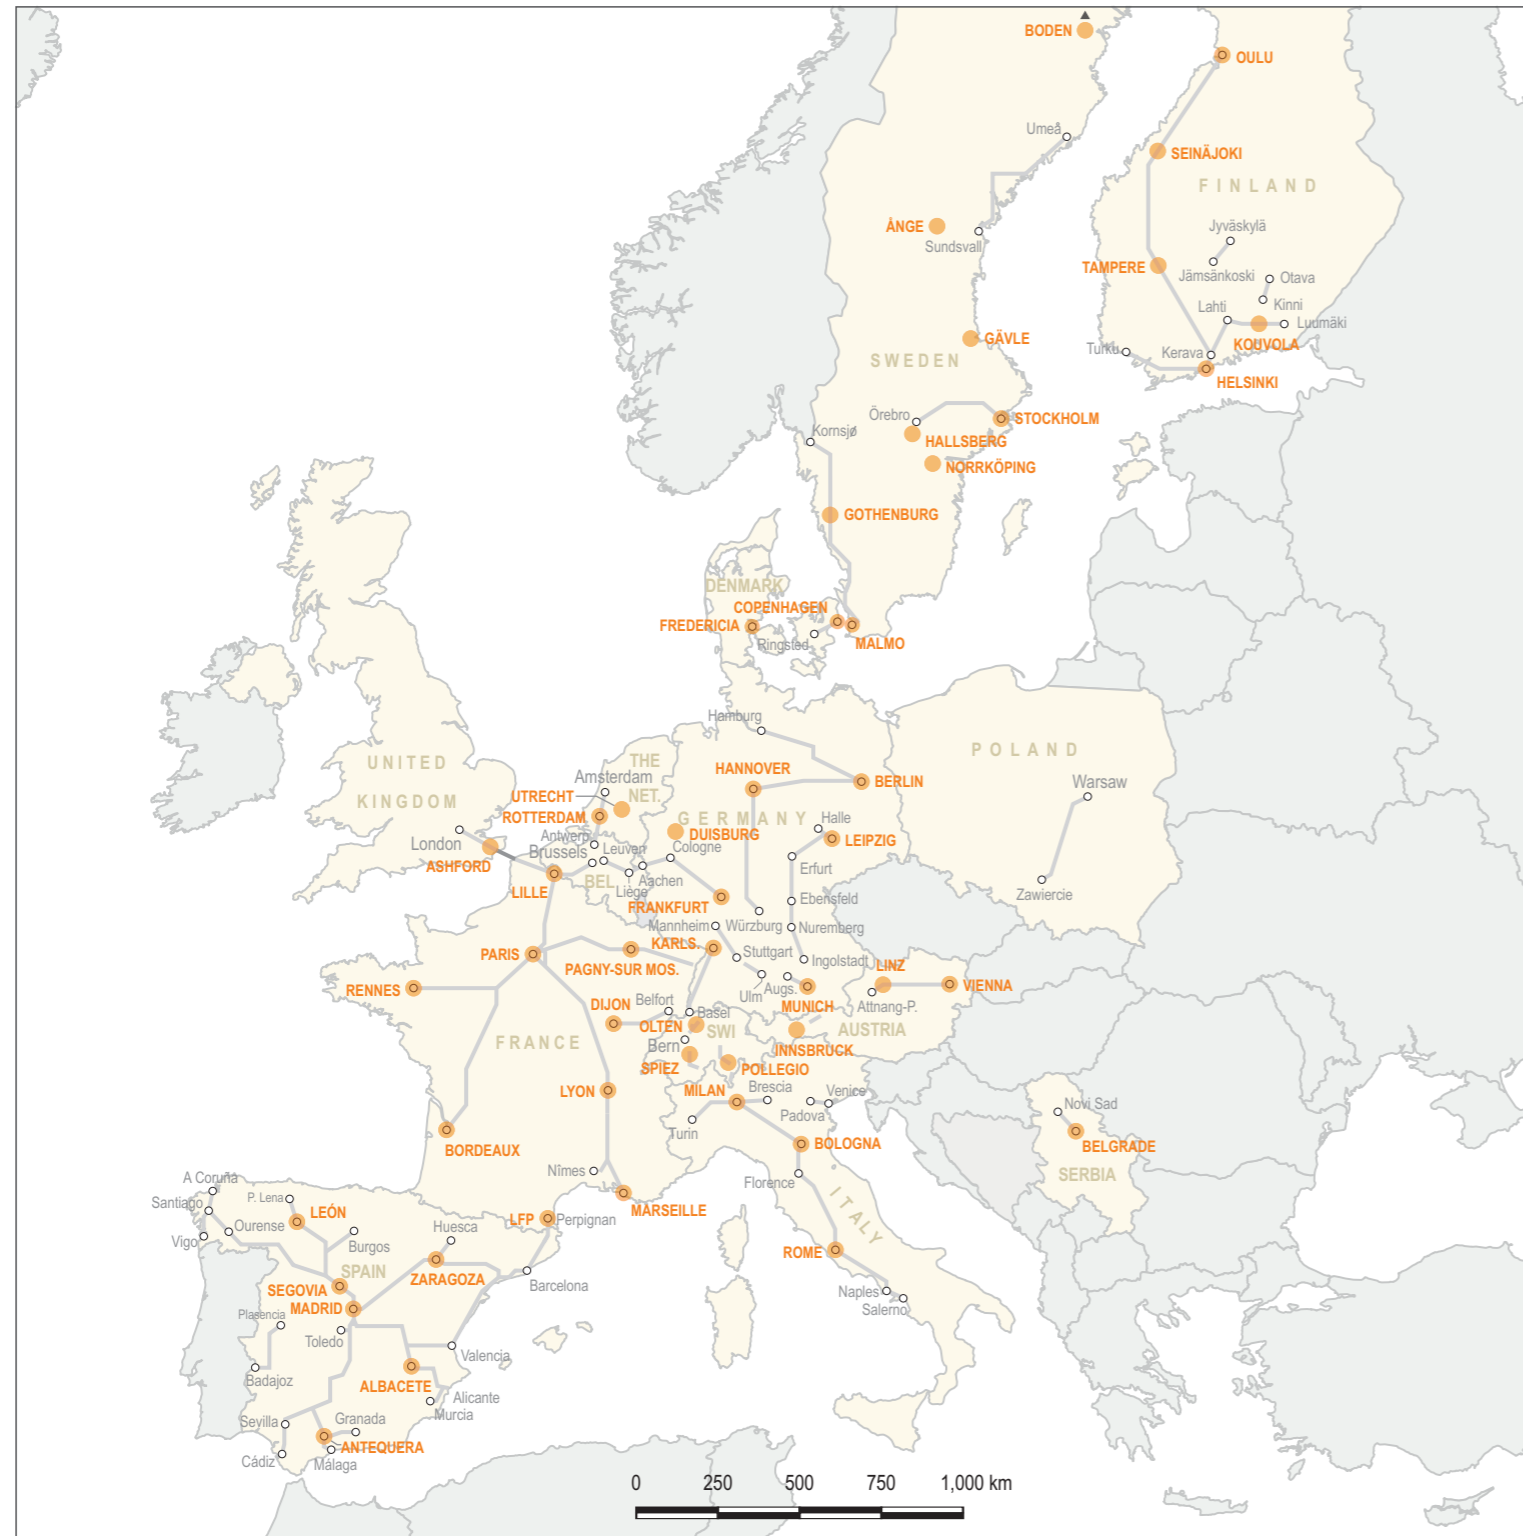 BODEN
OULU
Umeå
SEINÄJOKI
FINLAND
ÅNGE
Sundsvall
Jyväskylä
TAMPERE
Jämsänkoski
Otava
Kinni
Lahti
Luumäki
GÄVLE
KOUVOLA
Turku
Kerava
SWEDEN
HELSINKI
Örebro
STOCKHOLM
Kornsjø
HALLSBERG
NORRKÖPING
GOTHENBURG
DENMARK
COPENHAGEN
FREDERICIA
Ringsted
MALMO
Hamburg
POLAND
UNITED
KINGDOM
THE
NET.
Amsterdam
HANNOVER
BERLIN
Warsaw
UTRECHT
ROTTERDAM
GERMANY
Halle
DUISBURG
LEIPZIG
London
Antwerp
Brussels
Leuven
Cologne
ASHFORD
Erfurt
LILLE
BEL.
Liège
Aachen
Zawiercie
FRANKFURT
Ebensfeld
Mannheim
Würzburg
Nuremberg
KARLS.
PARIS
Stuttgart
PAGNY-SUR MOS.
Ingolstadt
LINZ
RENNES
Ulm
Augs.
VIENNA
MUNICH
Attnang-P.
DIJON
Belfort
Basel
OLTEN
SWI
AUSTRIA
FRANCE
Bern
INNSBRUCK
SPIEZ
POLLEGIO
LYON
MILAN
Brescia
Venice
Padova
Novi Sad
Turin
BORDEAUX
BOLOGNA
BELGRADE
Nîmes
Florence
SERBIA
A Coruña
Santiago
P. Lena
LEÓN
MARSEILLE
ITALY
LFP
Perpignan
Ourense
Huesca
Vigo
Burgos
ROME
SPAIN
ZARAGOZA
SEGOVIA
Barcelona
MADRID
Naples
Salerno
Plasencia
Toledo
Valencia
Badajoz
ALBACETE
Alicante
Murcia
Sevilla
Granada
ANTEQUERA
Cádiz
Málaga
0 250 500 750 1,000 km